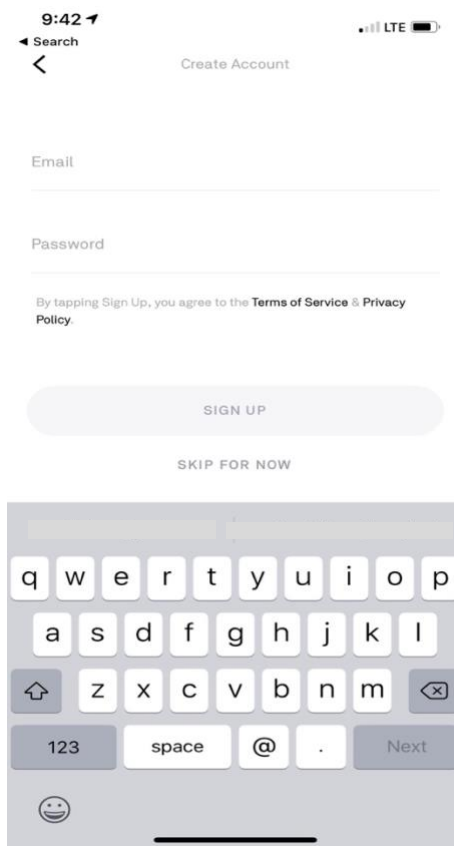 9:42
LTE
◀ Search
Create Account
Email
Password
By tapping Sign Up, you agree to the Terms of Service & Privacy
Policy.
SIGN UP
SKIP FOR NOW
q w e r t y u i o p
a s d f g h j k l
z x c v b n m
123 space @ . Next